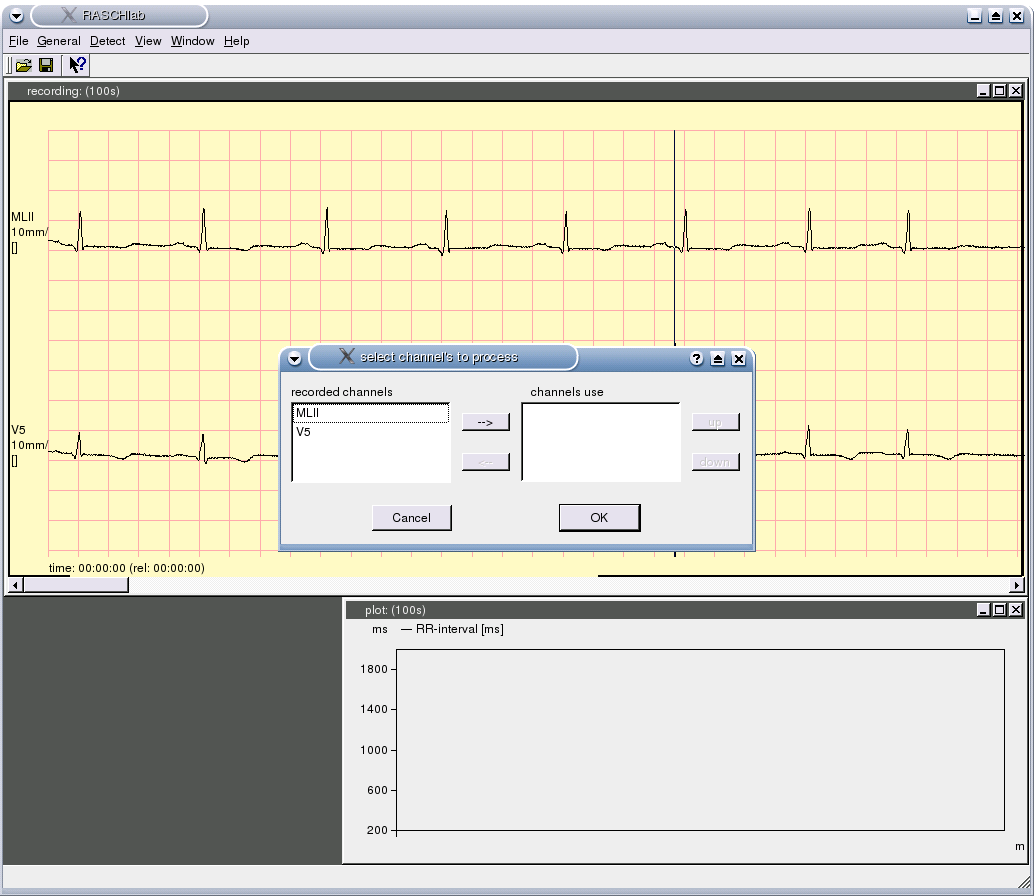 RASCHlab
File General Detect View Window Help
recording: (100s)
MLII
10mm/
[]
select channel's to process
recorded channels
channels use
MLII
V5
-->
<--
up
down
Cancel
OK
V5
10mm/
[]
time: 00:00:00 (rel: 00:00:00)
plot: (100s)
ms — RR-interval [ms]
1800
1400
1000
600
200
m